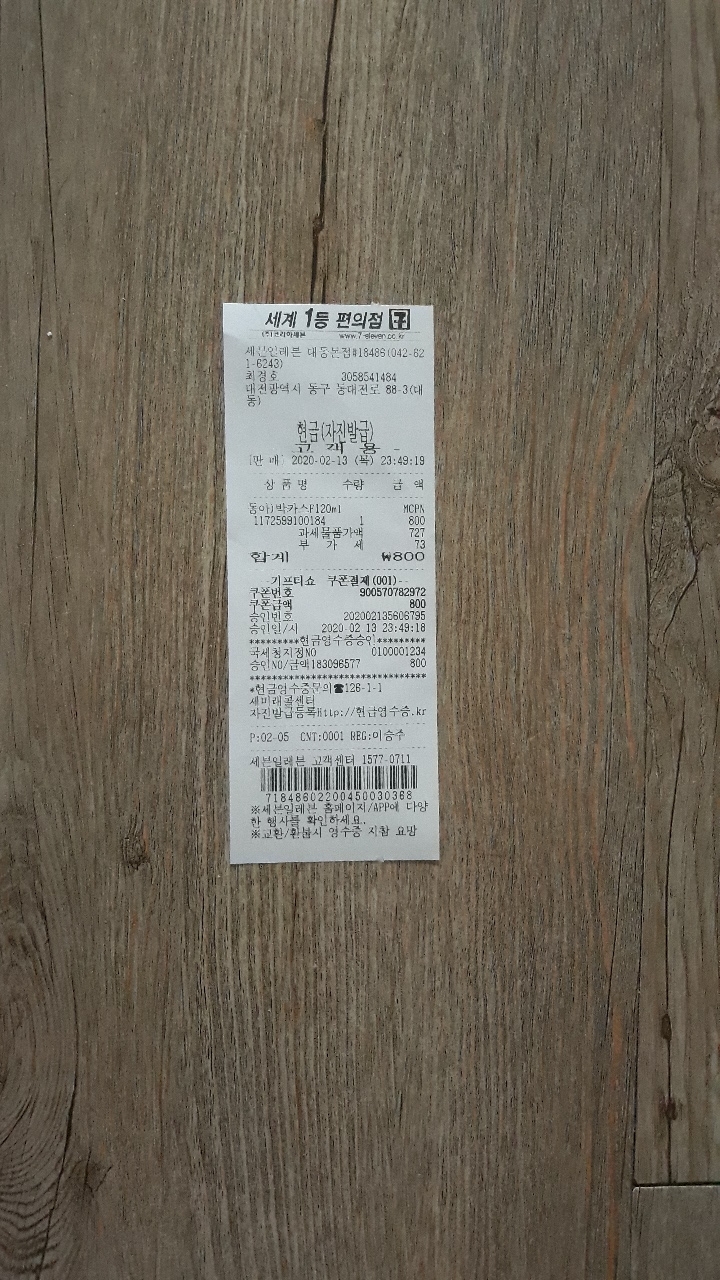 세계 1등 편의점
(주)코리아세븐 www.7-eleven.co.kr
세븐일레븐 대동본점#18486(042-62
1-6243)
최경호 3058541484
대전광역시 동구 동대전로 88-3(대
동)
현금(자진발급)
고 객 용
[판 매] 2020-02-13 (목) 23:49:19
상 품 명 수량 금 액
동아)박카스F120ml MCPN
1172599100184 1 800
과세물품가액 727
부 가 세 73
합계 ₩800
-기프티쇼 쿠폰결제(001)--
쿠폰번호 900570782972
쿠폰금액 800
승인번호 202002135606795
승인일/시 2020-02-13 23:49:18
*********현금영수증승인*********
국세청지정NO 0100001234
승인NO/금액183096577 800
********************************
*현금영수증문의☎126-1-1
세미래콜센터
자진발급등록Http://현금영수증.kr
P:02-05 CNT:0001 REG:이승주
세븐일레븐 고객센터 1577-0711
71848602200450030368
※세븐일레븐 홈페이지/APP에 다양
한 행사를 확인하세요.
※교환/환불시 영수증 지참 요망